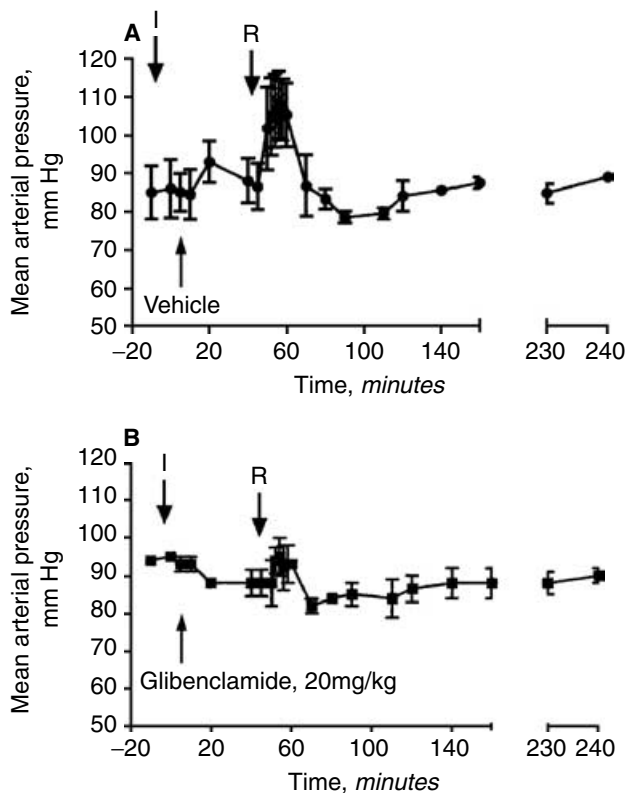 A
I
R
120
110
100
90
80
70
60
50
Mean arterial pressure,
mm Hg
Vehicle
–20 20 60 100 140 230 240
Time, minutes
B
I
R
120
110
100
90
80
70
60
50
Mean arterial pressure,
mm Hg
Glibenclamide, 20mg/kg
–20 20 60 100 140 230 240
Time, minutes